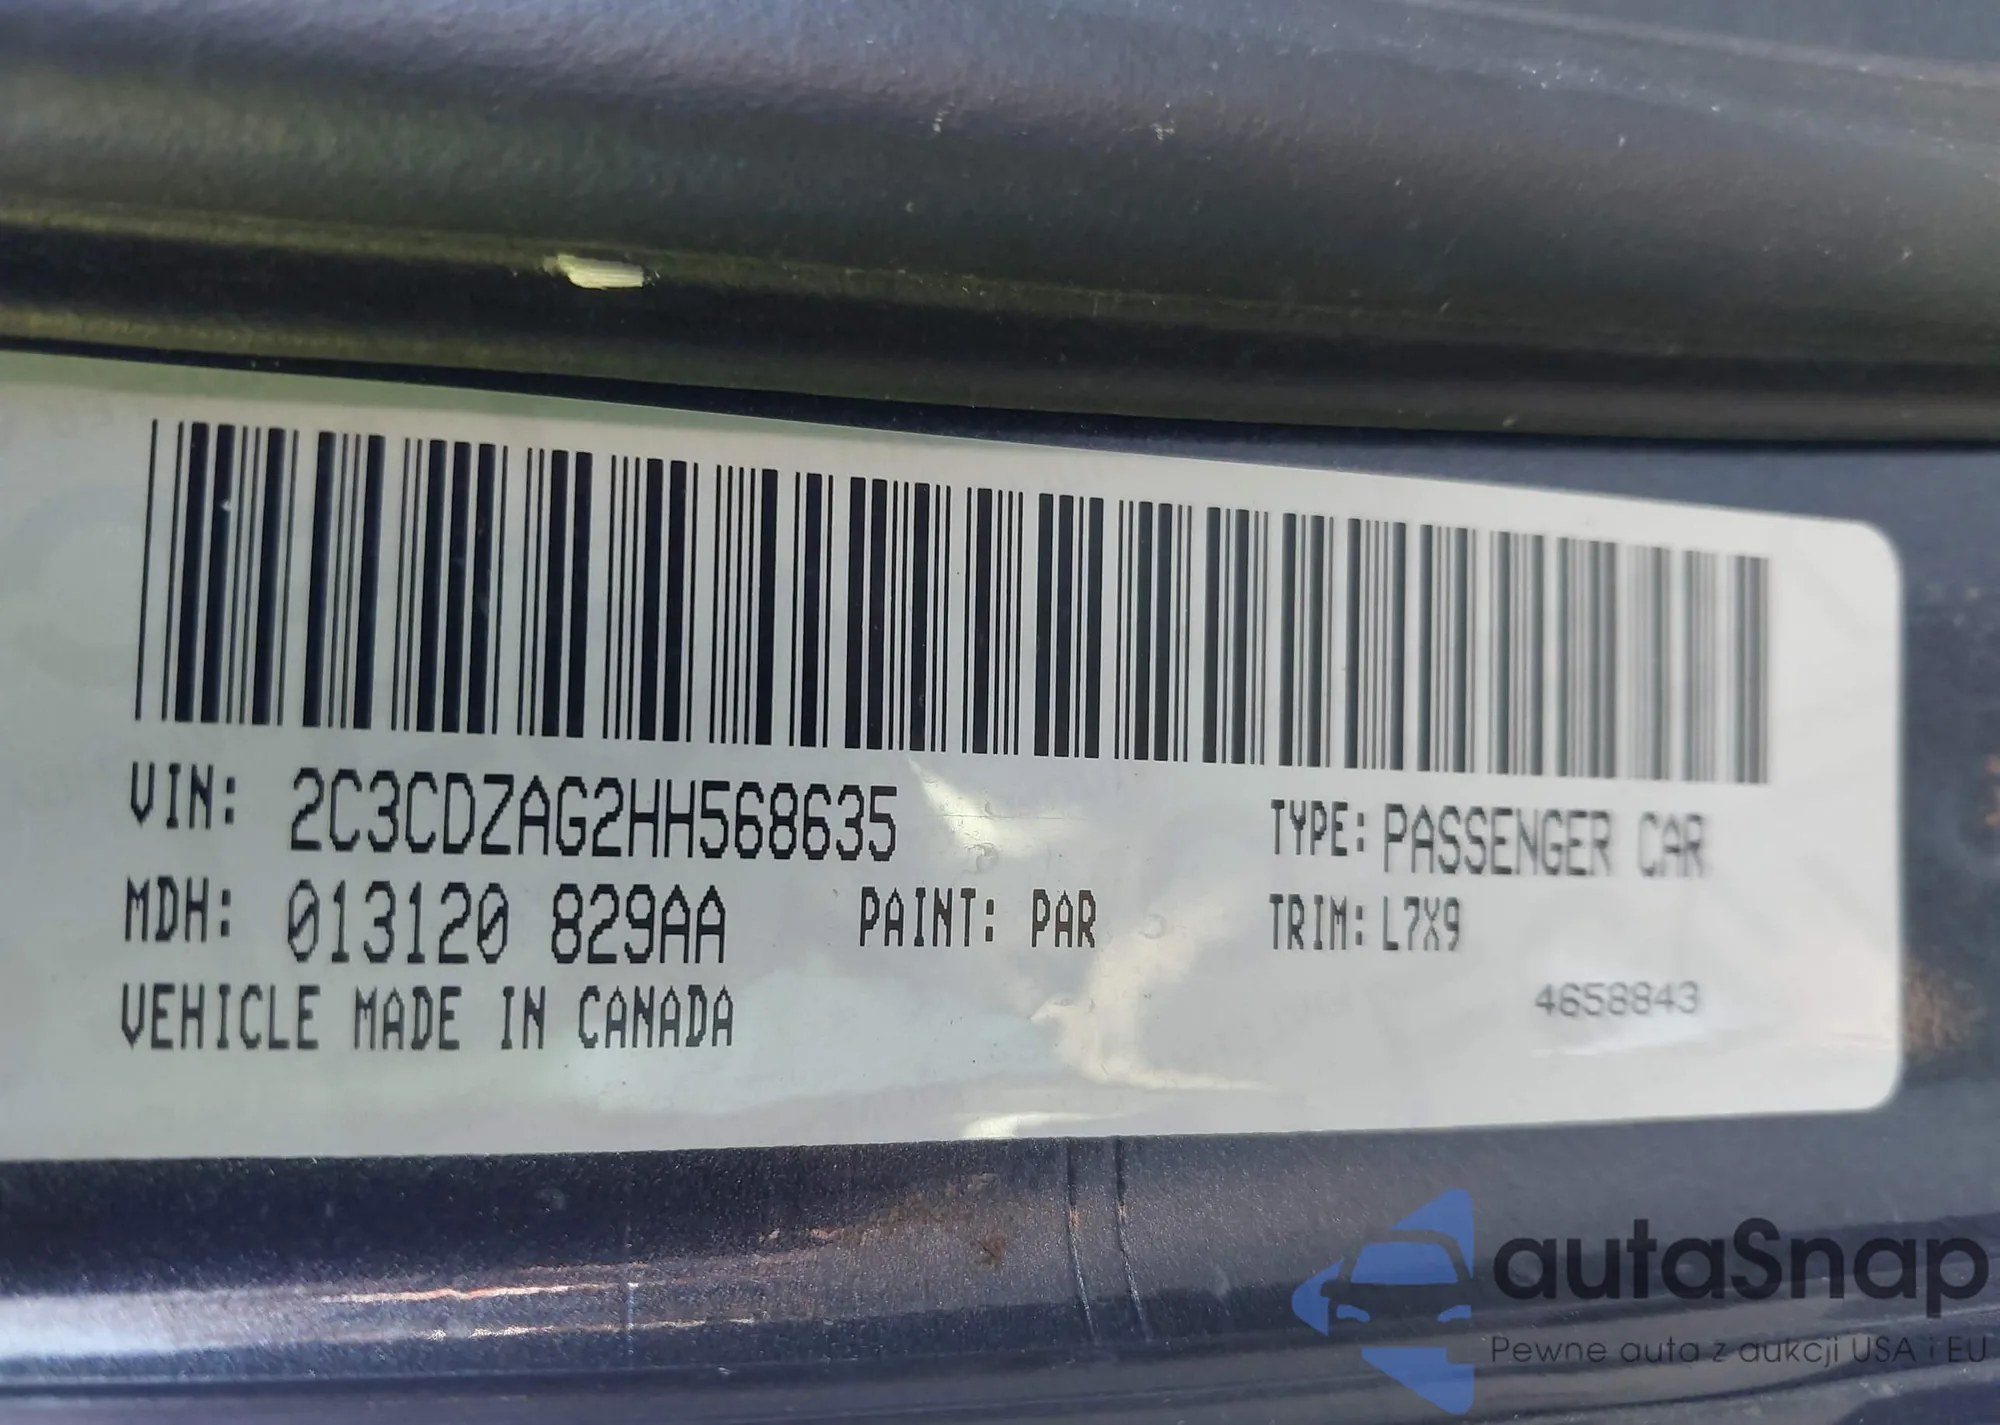 VIN: 2C3CDZAG2HH568635 TYPE: PASSENGER CAR
MDH: 013120 829AA PAINT: PAR TRIM: L7X9
VEHICLE MADE IN CANADA
4658843
autaSnap
Pewne auta z aukcji USA i EU